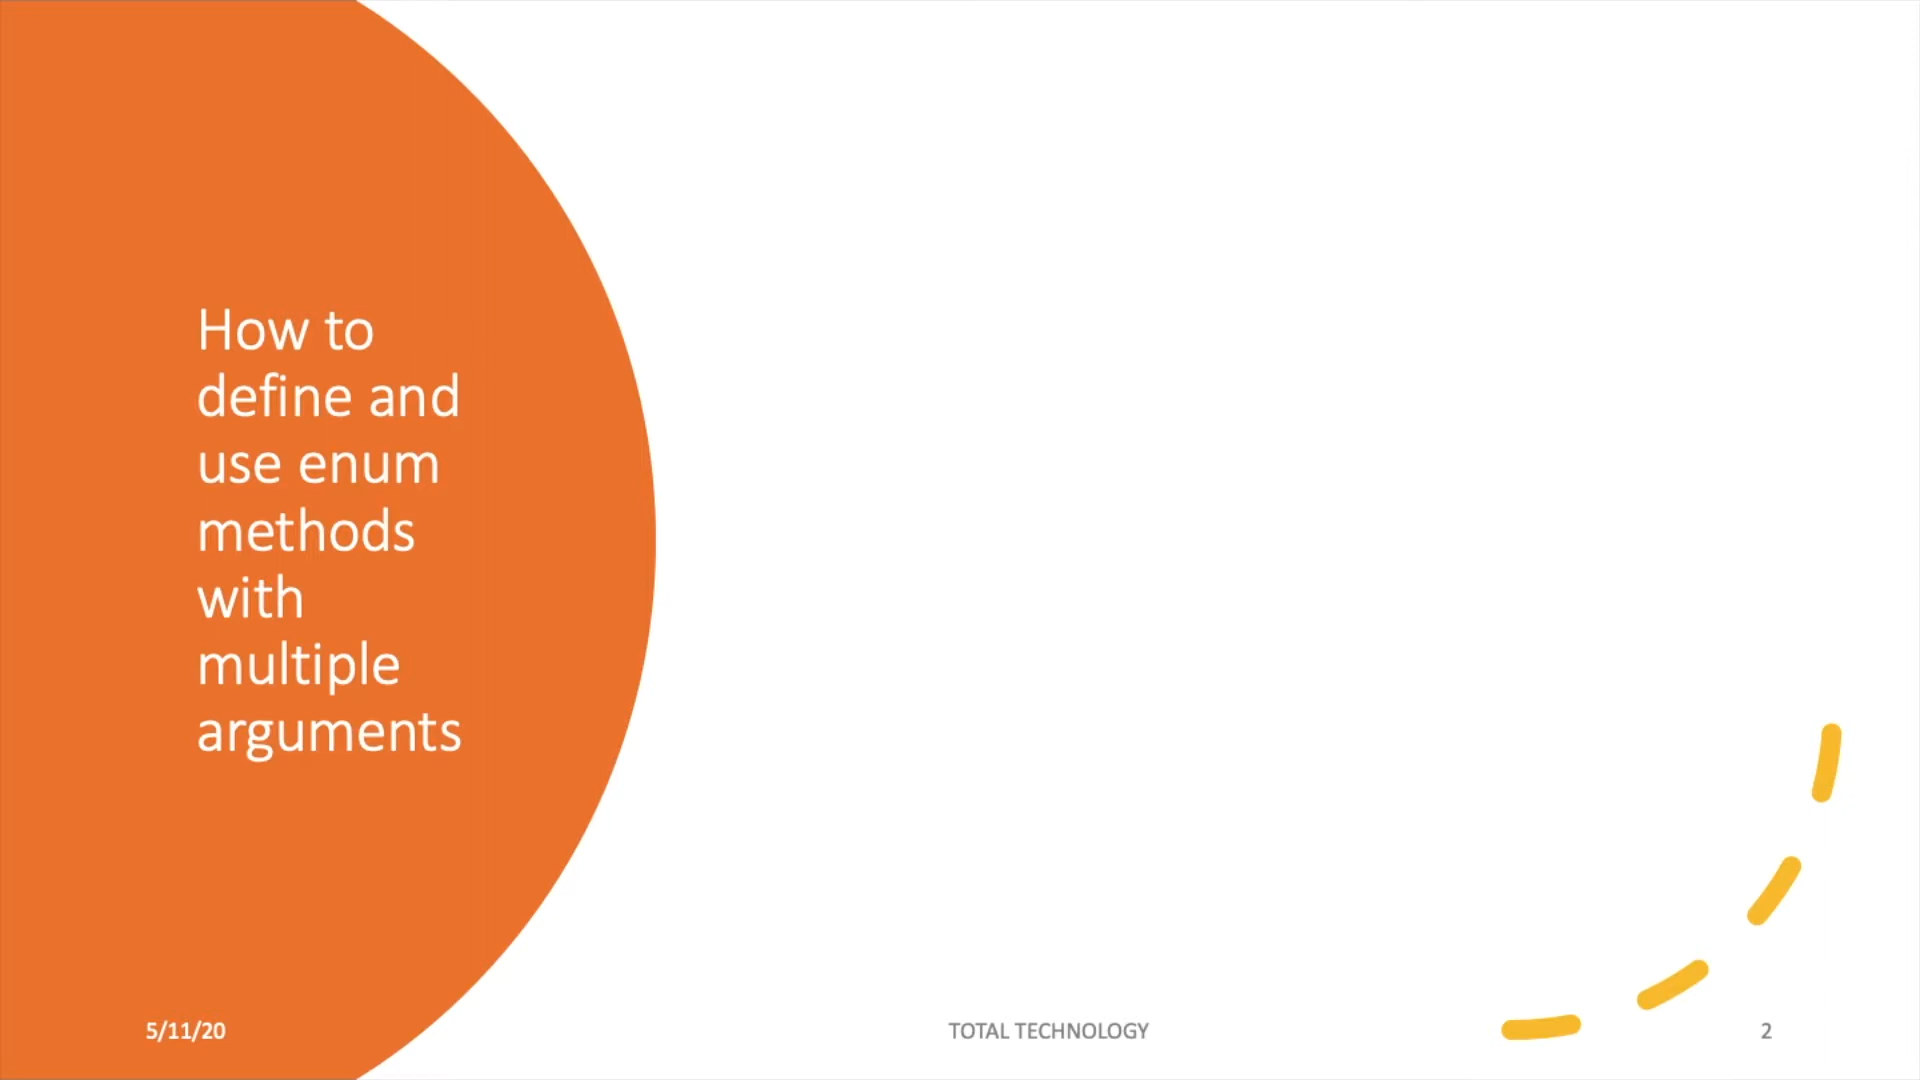 How to
define and
use enum
methods
with
multiple
arguments
5/11/20
TOTAL TECHNOLOGY
2